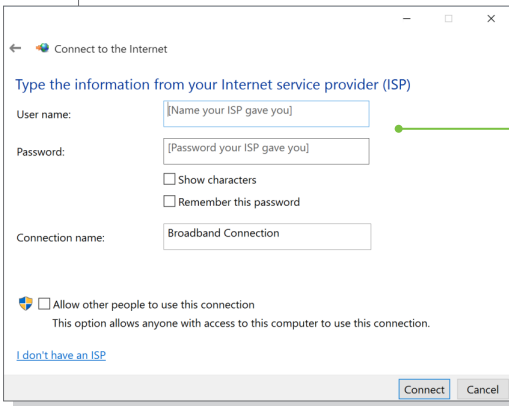 Connect to the Internet
Type the information from your Internet service provider (ISP)
User name:
[Name your ISP gave you]
Password:
[Password your ISP gave you]
Show characters
Remember this password
Connection name:
Broadband Connection
Allow other people to use this connection
This option allows anyone with access to this computer to use this connection.
I don't have an ISP
Connect
Cancel